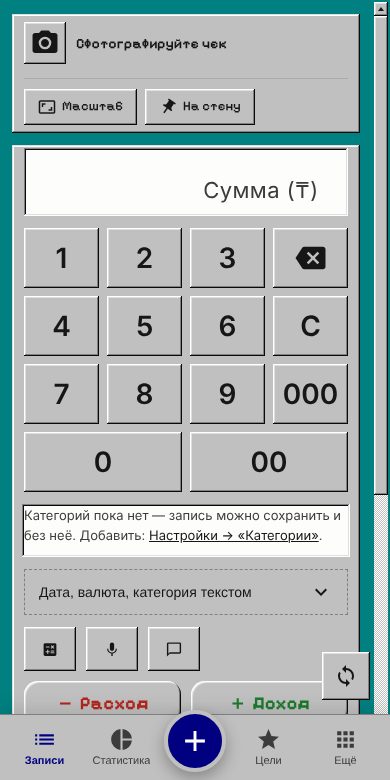 Сфотографируйте чек
Масштаб
На стену
Сумма (₸)
1 2 3
4 5 6 C
7 8 9 000
0 00
Категорий пока нет — запись можно сохранить и
без неё. Добавить: Настройки → «Категории».
Дата, валюта, категория текстом
− Расход + Доход
Записи Статистика + Цели Ещё